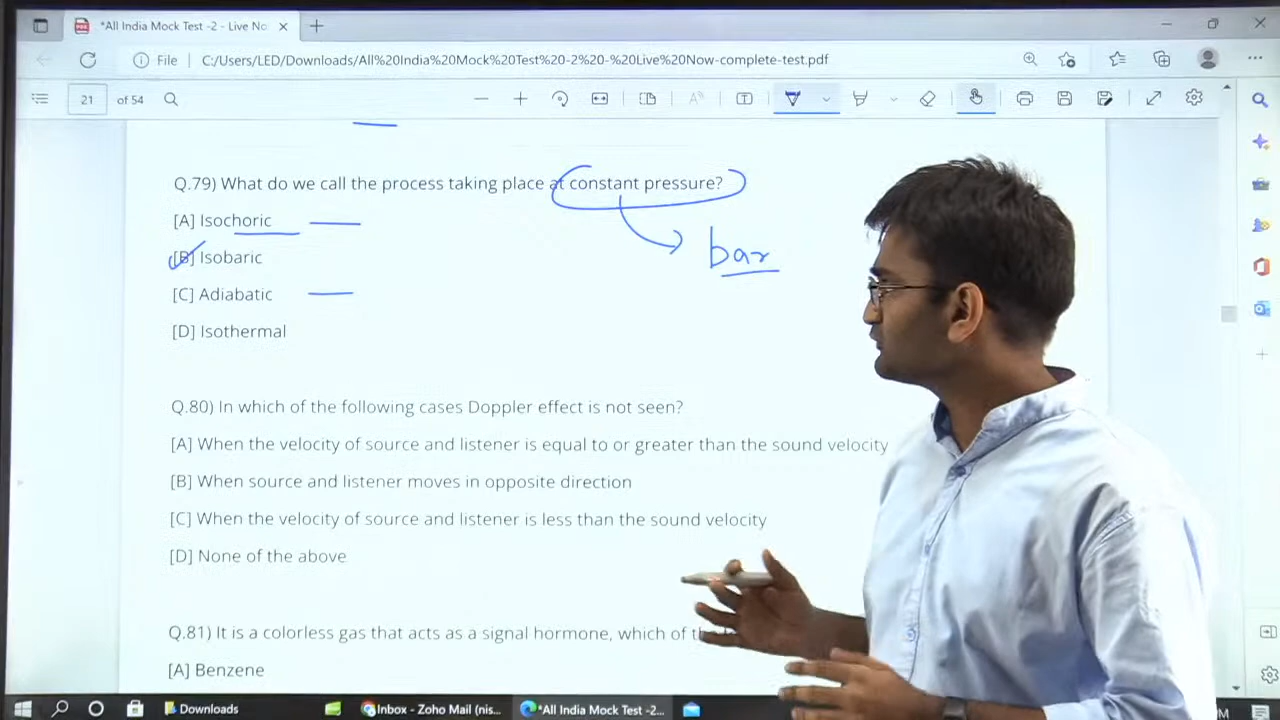 *All India Mock Test -2 - Live No
File
C:/Users/LED/Downloads/All%20India%20Mock%20Test%20-2%20-%20Live%20Now-complete-test.pdf
21 of 54
Q.79) What do we call the process taking place at constant pressure?
[A] Isochoric
[B] Isobaric
bar
[C] Adiabatic
[D] Isothermal
Q.80) In which of the following cases Doppler effect is not seen?
[A] When the velocity of source and listener is equal to or greater than the sound velocity
[B] When source and listener moves in opposite direction
[C] When the velocity of source and listener is less than the sound velocity
[D] None of the above
Q.81) It is a colorless gas that acts as a signal hormone, which of
[A] Benzene
Downloads
Inbox - Zoho Mail (nis...
*All India Mock Test -2...